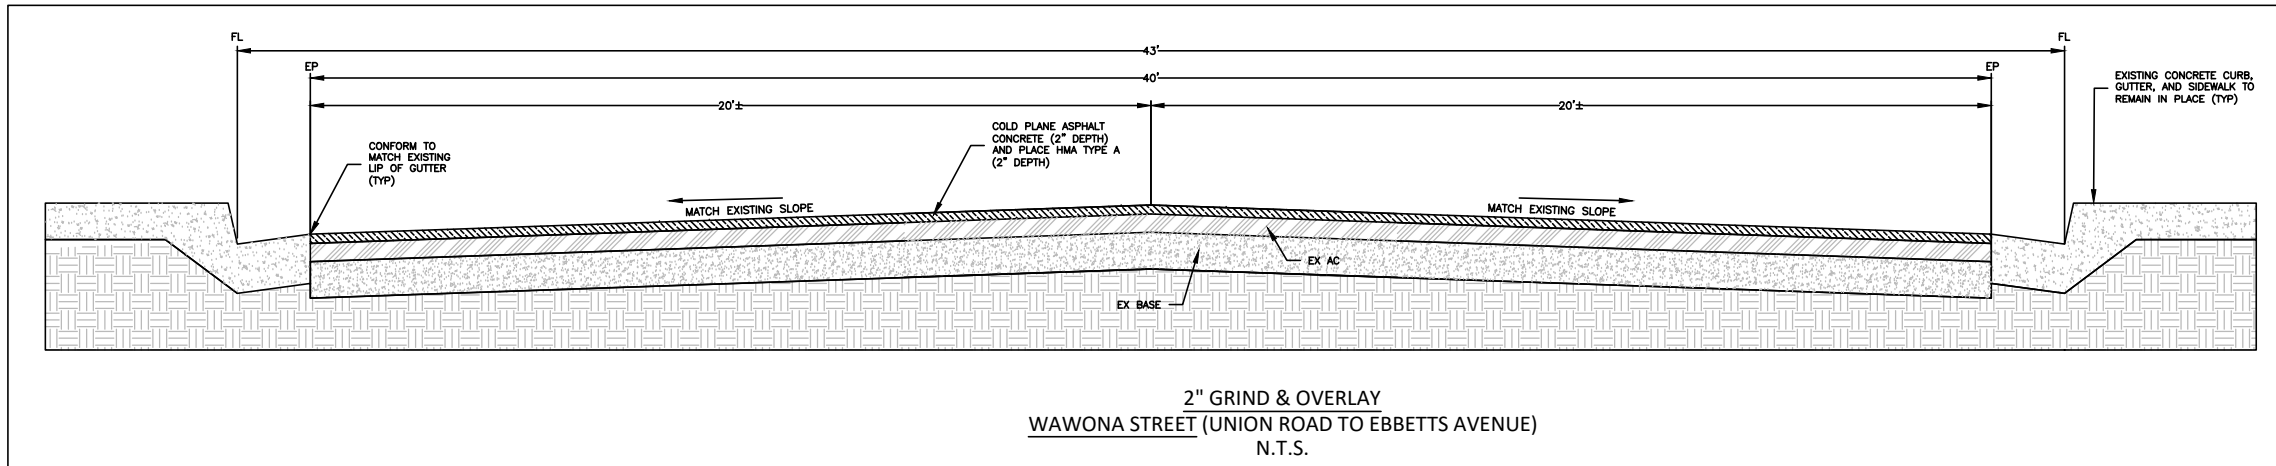 FL
FL
43'
EP
EP
40'
20'±
20'±
EXISTING CONCRETE CURB,
GUTTER, AND SIDEWALK TO
REMAIN IN PLACE (TYP)
COLD PLANE ASPHALT
CONCRETE (2" DEPTH)
AND PLACE HMA TYPE A
(2" DEPTH)
CONFORM TO
MATCH EXISTING
LIP OF GUTTER
(TYP)
MATCH EXISTING SLOPE
MATCH EXISTING SLOPE
EX AC
EX BASE
2" GRIND & OVERLAY
WAWONA STREET (UNION ROAD TO EBBETTS AVENUE)
N.T.S.